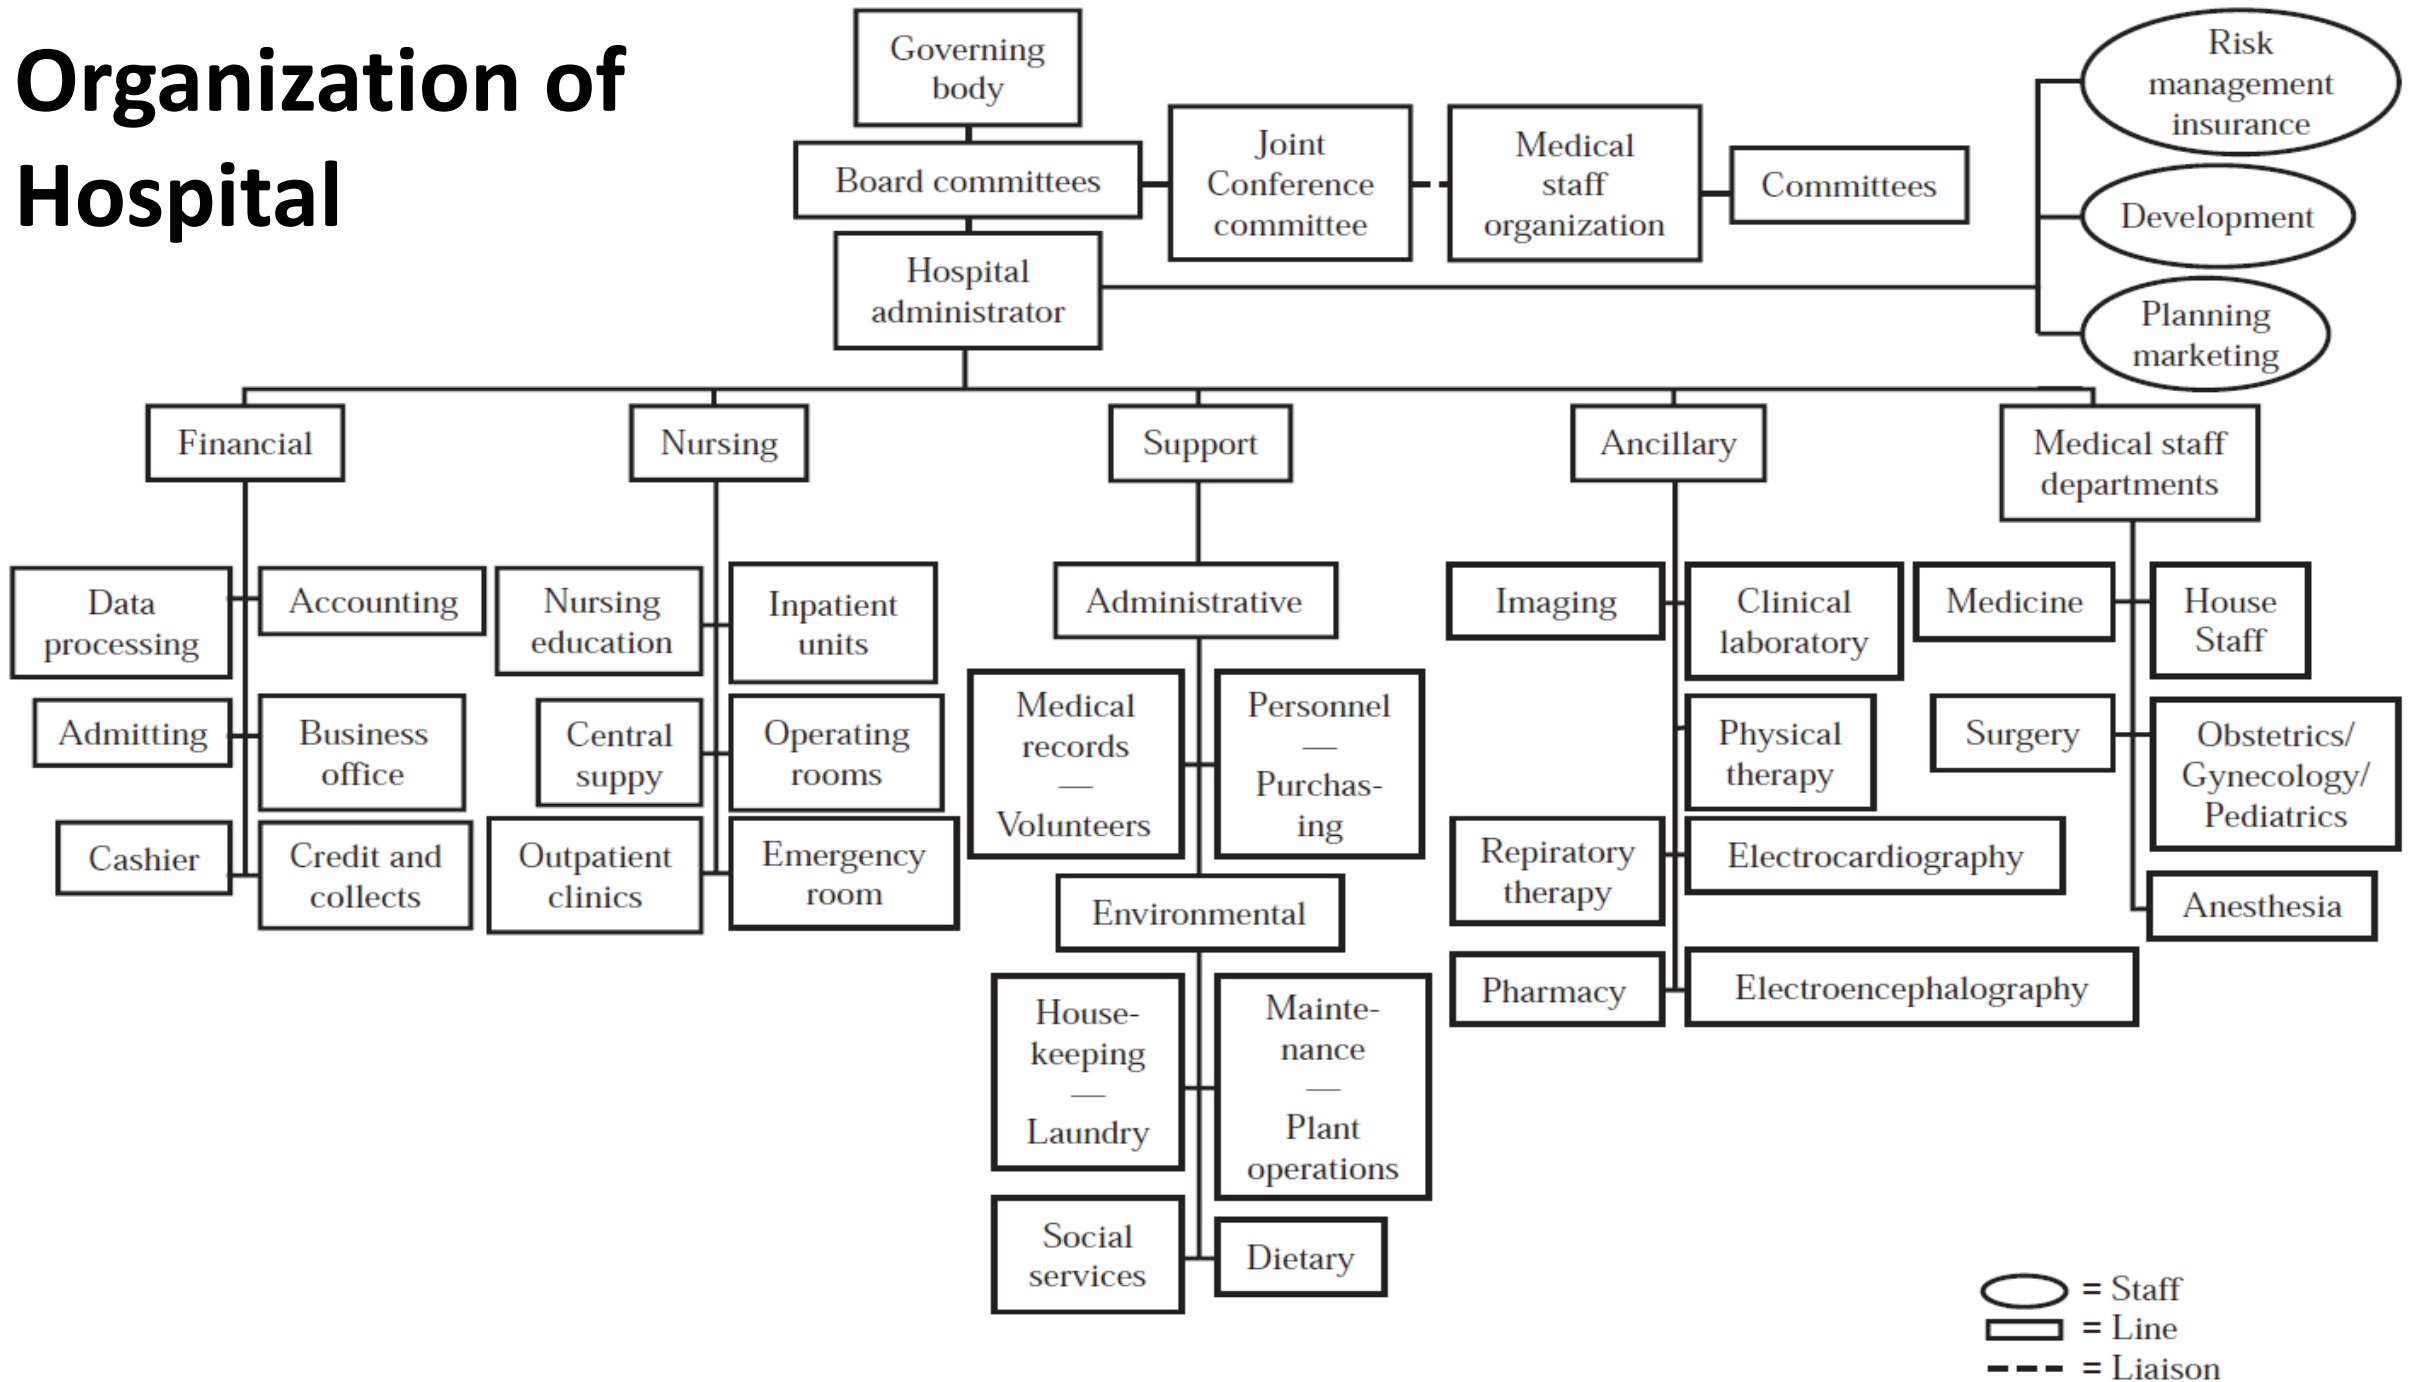 Organization of
Hospital
Governing
body
Board committees
Joint
Conference
committee
Medical
staff
organization
Committees
Risk
management
insurance
Development
Planning
marketing
Hospital
administrator
Financial
Nursing
Support
Ancillary
Medical staff
departments
Data
processing
Accounting
Admitting
Business
office
Cashier
Credit and
collects
Nursing
education
Inpatient
units
Central
suppy
Operating
rooms
Outpatient
clinics
Emergency
room
Administrative
Medical
records
—
Volunteers
Personnel
—
Purchas-
ing
Environmental
House-
keeping
—
Laundry
Mainte-
nance
—
Plant
operations
Social
services
Dietary
Imaging
Clinical
laboratory
Physical
therapy
Repiratory
therapy
Electrocardiography
Pharmacy
Electroencephalography
Medicine
House
Staff
Surgery
Obstetrics/
Gynecology/
Pediatrics
Anesthesia
= Staff
= Line
= Liaison